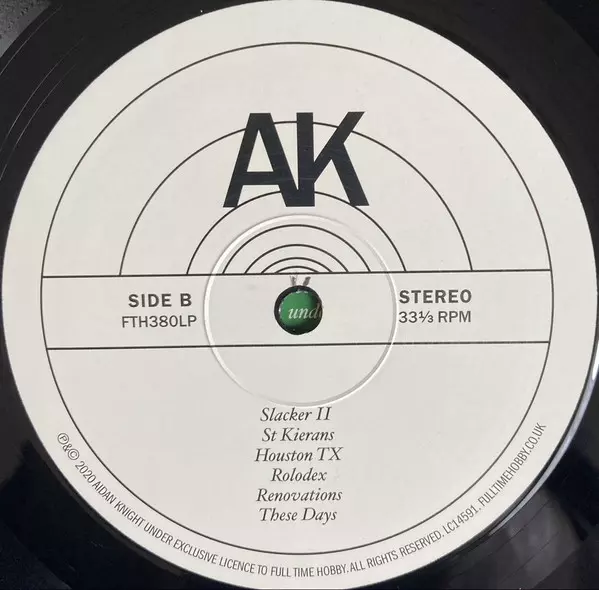 AK
SIDE B
FTH380LP
STEREO
33⅓ RPM
und
Slacker II
St Kierans
Houston TX
Rolodex
Renovations
These Days
℗&© 2020 AIDAN KNIGHT UNDER EXCLUSIVE LICENCE TO FULL TIME HOBBY. ALL RIGHTS RESERVED. LC14591. FULLTIMEHOBBY.CO.UK